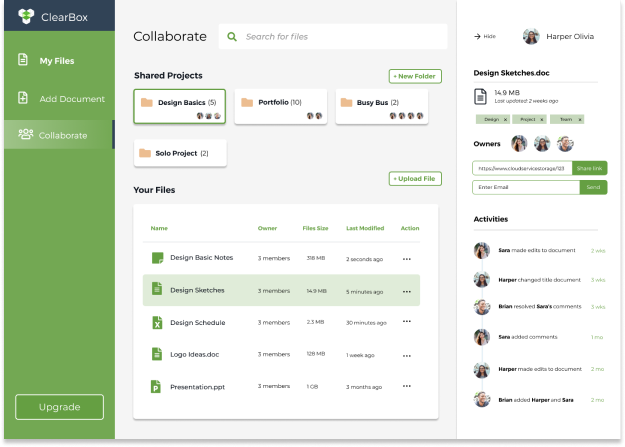 ClearBox
My Files
Add Document
Collaborate
Upgrade
Collaborate
Search for files
Shared Projects
+ New Folder
Design Basics (5)
Portfolio (10)
Busy Bus (2)
Solo Project (2)
+ Upload File
Your Files
Name Owner Files Size Last Modified Action
Design Basic Notes 3 members 318 MB 2 seconds ago
Design Sketches 3 members 14.9 MB 5 minutes ago
Design Schedule 3 members 2.3 MB 30 minutes ago
Logo Ideas.doc 3 members 128 MB 1 week ago
Presentation.ppt 3 members 1 GB 3 months ago
Hide
Harper Olivia
Design Sketches.doc
14.9 MB
Last updated: 2 weeks ago
Design x Project x Team x
Owners
https://www.cloudservicestorage/123 Share link
Enter Email Send
Activities
Sara made edits to document 2 wks
Harper changed title document 3 wks
Brian resolved Sara's comments 3 wks
Sara added comments 1 mo
Harper made edits to document 2 mo
Brian added Harper and Sara 2 mo